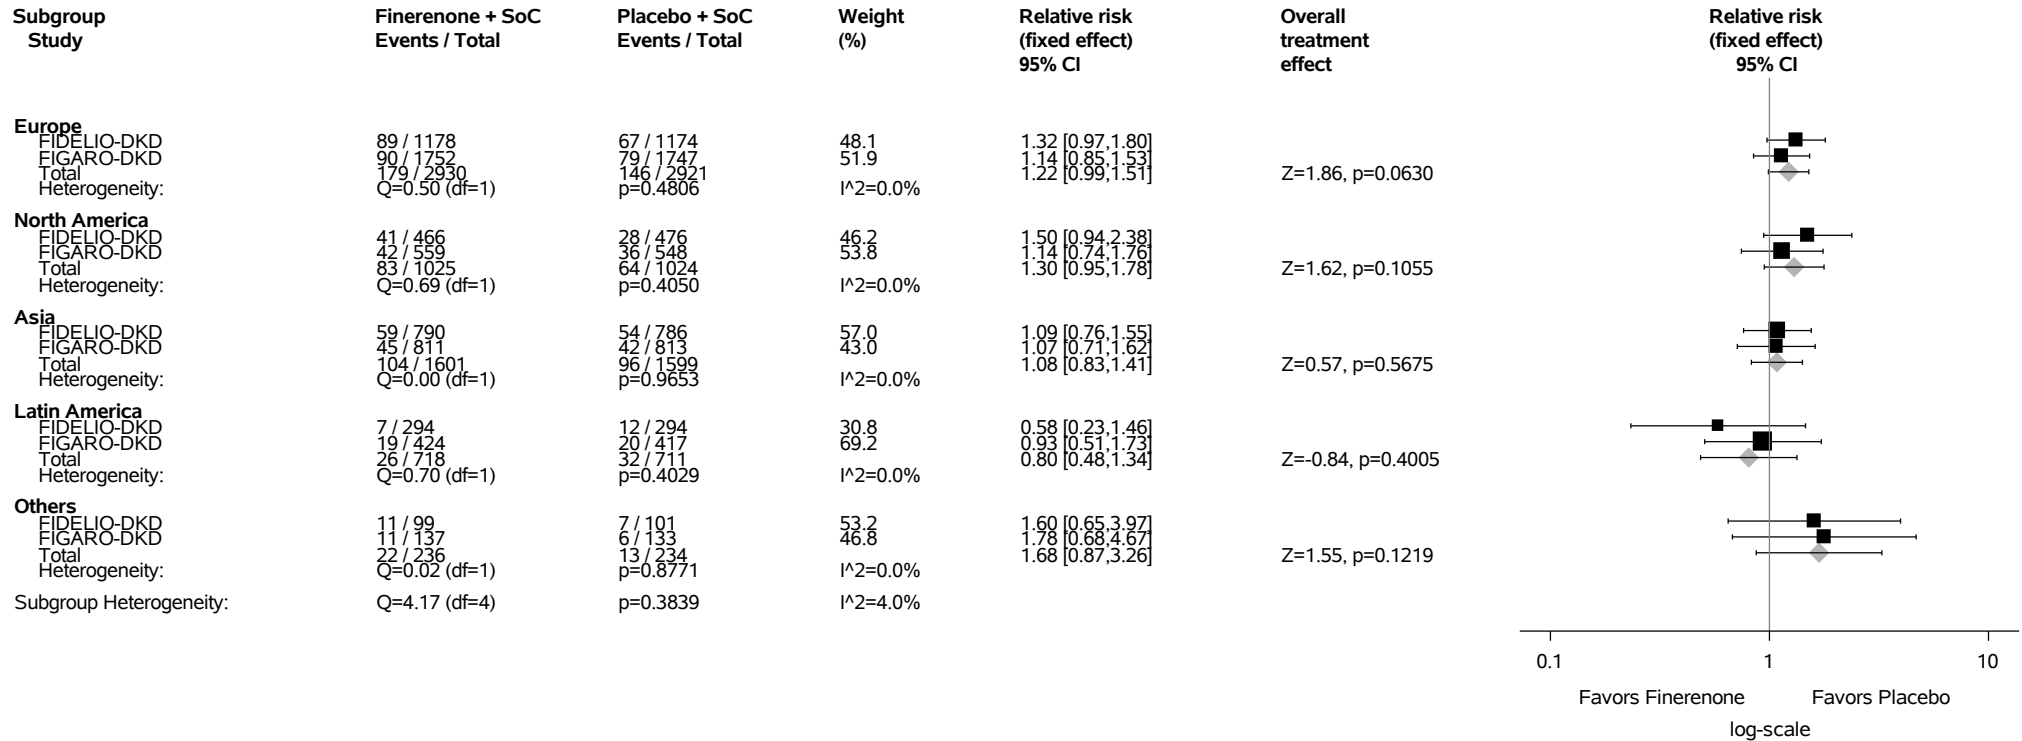 Subgroup Finerenone + SoC Placebo + SoC Weight Relative risk Overall Relative risk
Study Events / Total Events / Total (%) (fixed effect) treatment (fixed effect)
95% CI effect 95% CI
Europe
FIDELIO-DKD 89 / 1178 67 / 1174 48.1 1.32 [0.97,1.80]
FIGARO-DKD 90 / 1752 79 / 1747 51.9 1.14 [0.85,1.53]
Total 179 / 2930 146 / 2921 1.22 [0.99,1.51] Z=1.86, p=0.0630
Heterogeneity: Q=0.50 (df=1) p=0.4806 I^2=0.0%
North America
FIDELIO-DKD 41 / 466 28 / 476 46.2 1.50 [0.94,2.38]
FIGARO-DKD 42 / 559 36 / 548 53.8 1.14 [0.74,1.76]
Total 83 / 1025 64 / 1024 1.30 [0.95,1.78] Z=1.62, p=0.1055
Heterogeneity: Q=0.69 (df=1) p=0.4050 I^2=0.0%
Asia
FIDELIO-DKD 59 / 790 54 / 786 57.0 1.09 [0.76,1.55]
FIGARO-DKD 45 / 811 42 / 813 43.0 1.07 [0.71,1.62]
Total 104 / 1601 96 / 1599 1.08 [0.83,1.41] Z=0.57, p=0.5675
Heterogeneity: Q=0.00 (df=1) p=0.9653 I^2=0.0%
Latin America
FIDELIO-DKD 7 / 294 12 / 294 30.8 0.58 [0.23,1.46]
FIGARO-DKD 19 / 424 20 / 417 69.2 0.93 [0.51,1.73]
Total 26 / 718 32 / 711 0.80 [0.48,1.34] Z=-0.84, p=0.4005
Heterogeneity: Q=0.70 (df=1) p=0.4029 I^2=0.0%
Others
FIDELIO-DKD 11 / 99 7 / 101 53.2 1.60 [0.65,3.97]
FIGARO-DKD 11 / 137 6 / 133 46.8 1.78 [0.68,4.67]
Total 22 / 236 13 / 234 1.68 [0.87,3.26] Z=1.55, p=0.1219
Heterogeneity: Q=0.02 (df=1) p=0.8771 I^2=0.0%
Subgroup Heterogeneity: Q=4.17 (df=4) p=0.3839 I^2=4.0%
0.1 1 10
Favors Finerenone Favors Placebo
log-scale